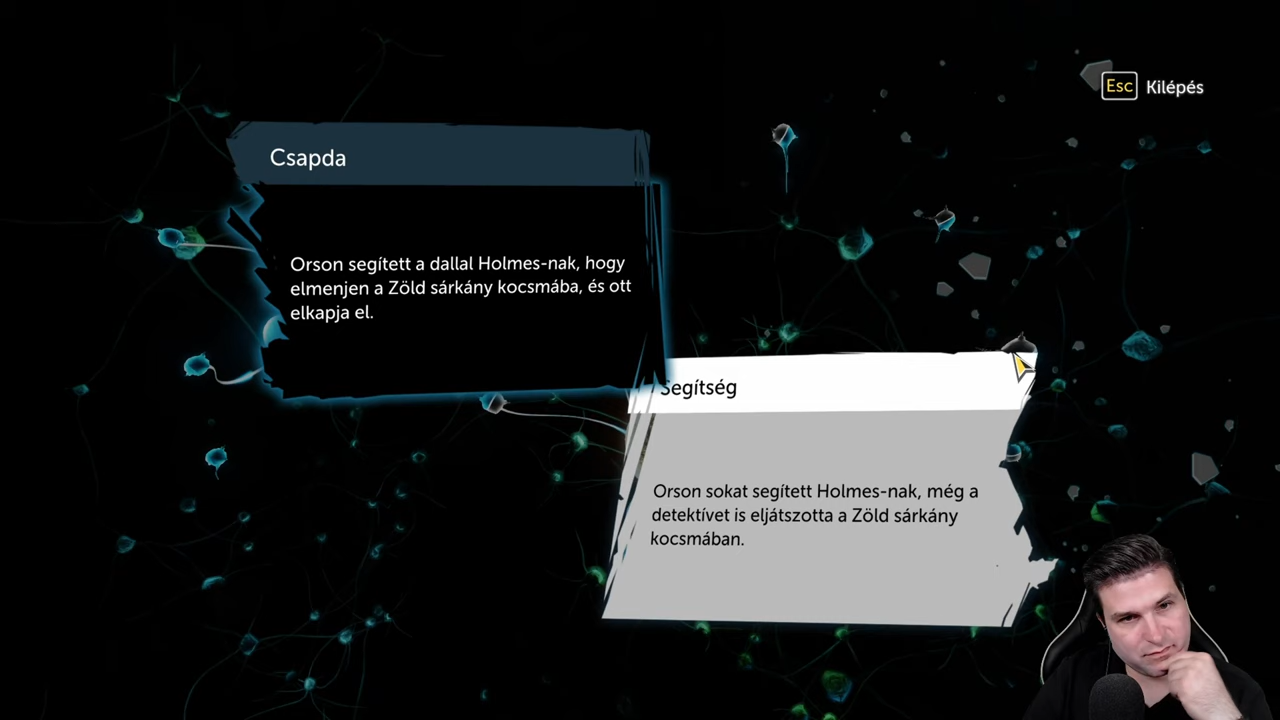 Esc Kilépés
Csapda
Orson segített a dallal Holmes-nak, hogy
elmenjen a Zöld sárkány kocsmába, és ott
elkapja el.
Segítség
Orson sokat segített Holmes-nak, még a
detektívet is eljátszotta a Zöld sárkány
kocsmában.